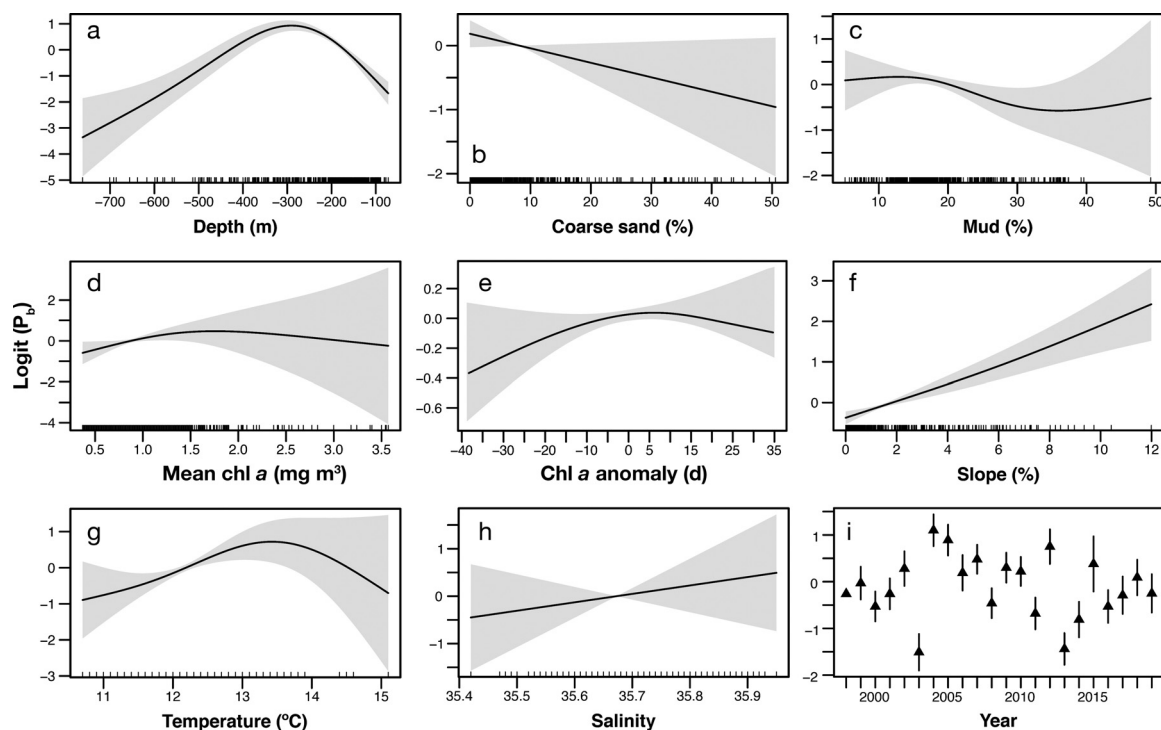 a
1
0
-1
-2
-3
-4
-5
-700 -600 -500 -400 -300 -200 -100
Depth (m)
b
0
-1
-2
0 10 20 30 40 50
Coarse sand (%)
c
1
0
-1
-2
10 20 30 40 50
Mud (%)
Logit (Pb)
d
2
0
-2
-4
0.5 1.0 1.5 2.0 2.5 3.0 3.5
Mean chl a (mg m³)
e
0.2
0.0
-0.2
-0.4
-0.6
-40 -35 -25 -15 -5 0 5 15 25 35
Chl a anomaly (d)
f
3
2
0
0 2 4 6 8 10 12
Slope (%)
g
1
0
-1
-2
-3
11 12 13 14 15
Temperature (ºC)
h
1
0
-1
35.4 35.5 35.6 35.7 35.8 35.9
Salinity
i
1
0
-1
-2
2000 2005 2010 2015
Year